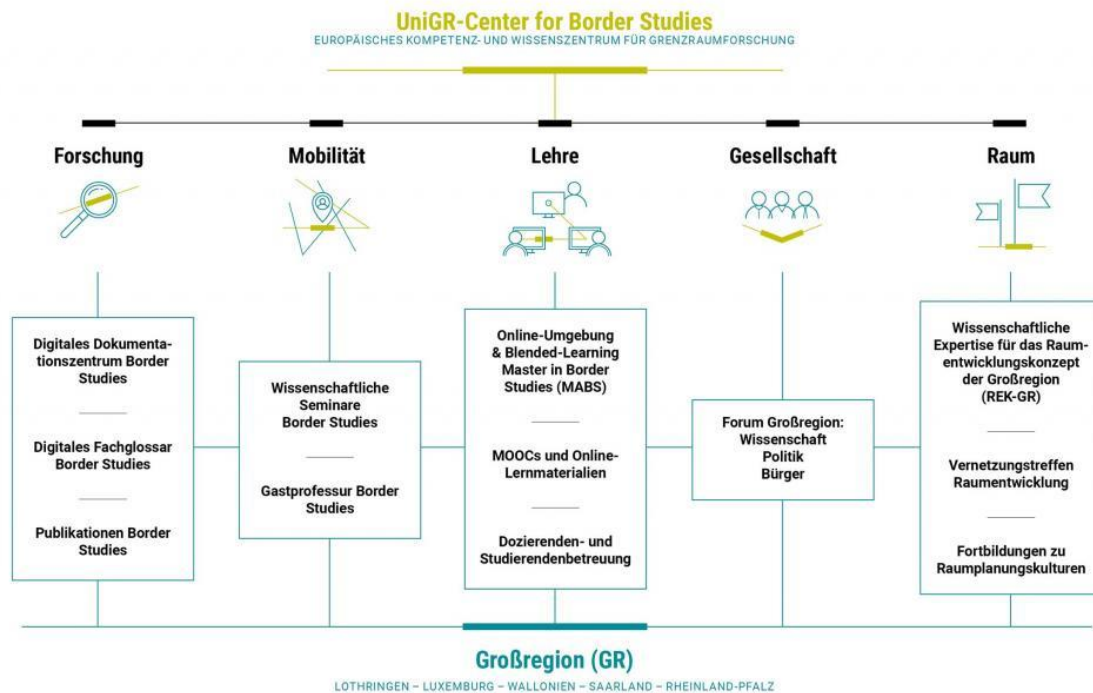 UniGR-Center for Border Studies
EUROPÄISCHES KOMPETENZ- UND WISSENSZENTRUM FÜR GRENZRAUMFORSCHUNG
Forschung
Mobilität
Lehre
Gesellschaft
Raum
Digitales Dokumenta-
tionszentrum Border
Studies
Digitales Fachglossar
Border Studies
Publikationen Border
Studies
Wissenschaftliche
Seminare
Border Studies
Gastprofessur Border
Studies
Online-Umgebung
& Blended-Learning
Master in Border
Studies (MABS)
MOOCs und Online-
Lernmaterialien
Dozierenden- und
Studierendenbetreuung
Forum Großregion:
Wissenschaft
Politik
Bürger
Wissenschaftliche
Expertise für das Raum-
entwicklungskonzept
der Großregion
(REK-GR)
Vernetzungstreffen
Raumentwicklung
Fortbildungen zu
Raumplanungskulturen
Großregion (GR)
LOTHRINGEN – LUXEMBURG – WALLONIEN – SAARLAND – RHEINLAND-PFALZ